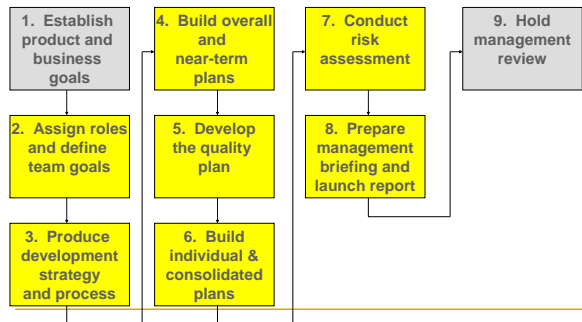 1. Establish
product and
business
goals
2. Assign roles
and define
team goals
3. Produce
development
strategy
and process
4. Build overall
and
near-term
plans
5. Develop
the quality
plan
6. Build
individual &
consolidated
plans
7. Conduct
risk
assessment
8. Prepare
management
briefing and
launch report
9. Hold
management
review